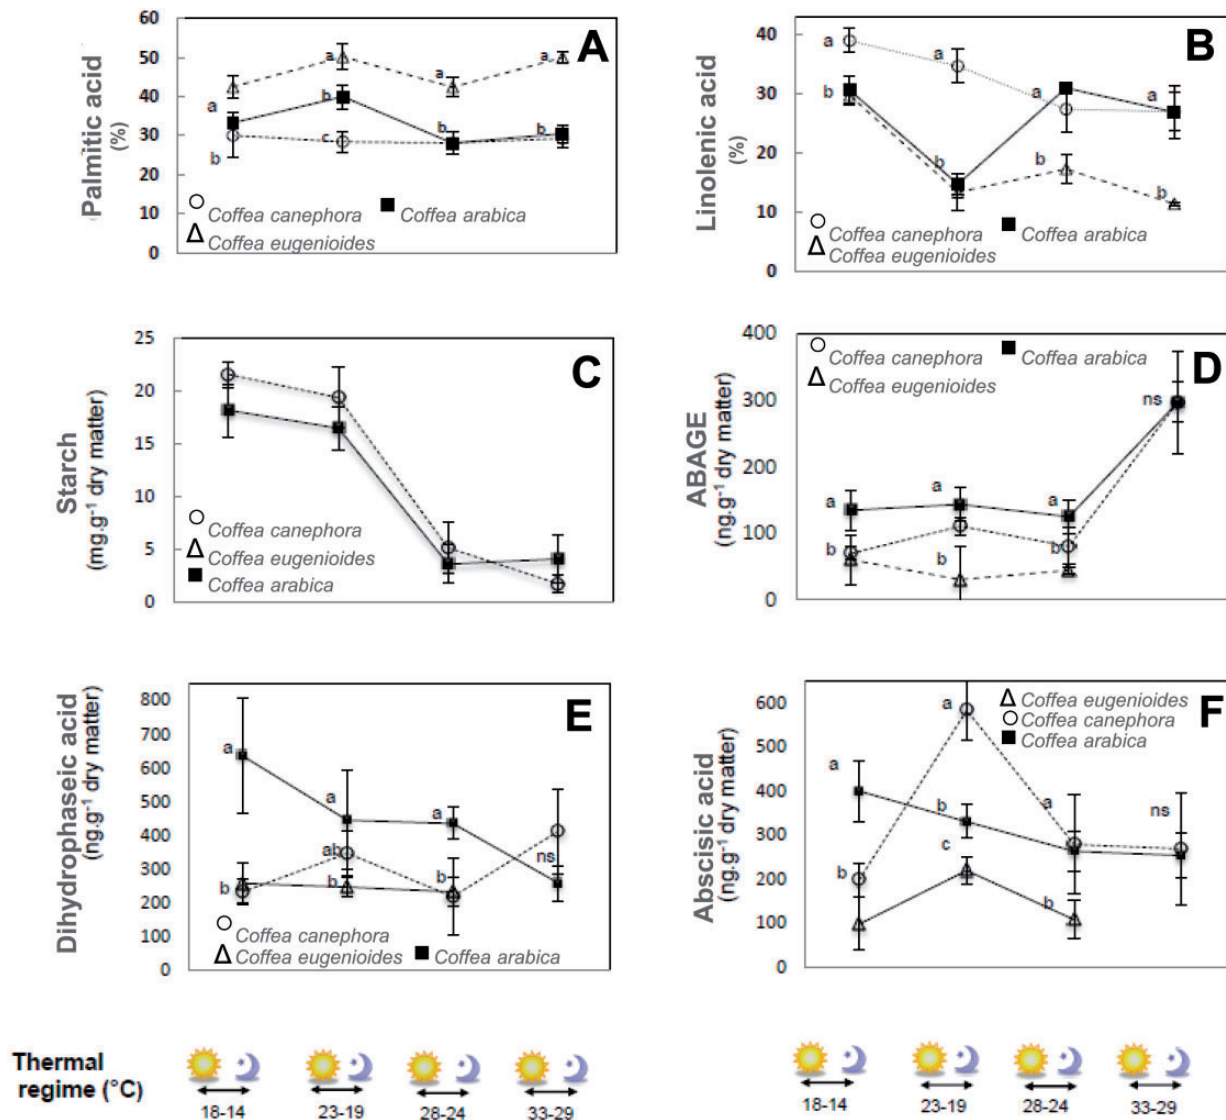 A
Palmitic acid
(%)
60
50
40
30
20
10
0
a
b
a
b
c
a
b
a
b
Coffea canephora
Coffea arabica
Coffea eugenioides
B
Linolenic acid
(%)
40
30
20
10
0
a
b
a
b
a
b
a
b
Coffea canephora
Coffea arabica
Coffea eugenioides
C
Starch
(mg.g⁻¹ dry matter)
25
20
15
10
5
0
Coffea canephora
Coffea eugenioides
Coffea arabica
D
ABAGE
(ng.g⁻¹ dry matter)
400
300
200
100
0
Coffea canephora
Coffea arabica
Coffea eugenioides
a
b
a
b
a
b
ns
E
Dihydrophaseic acid
(ng.g⁻¹ dry matter)
800
700
600
500
400
300
200
100
0
a
b
a
ab
b
a
b
ns
Coffea canephora
Coffea eugenioides
Coffea arabica
F
Abscisic acid
(ng.g⁻¹ dry matter)
600
500
400
300
200
100
0
Coffea eugenioides
Coffea canephora
Coffea arabica
a
b
a
b
c
a
b
ns
Thermal
regime (°C)
18-14
23-19
28-24
33-29
18-14
23-19
28-24
33-29